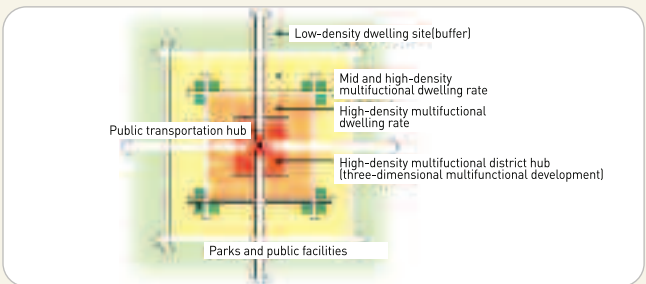 Low-density dwelling site(buffer)
Mid and high-density
multifuctional dwelling rate
High-density multifuctional
dwelling rate
Public transportation hub
High-density multifuctional district hub
(three-dimensional multifunctional development)
Parks and public facilities